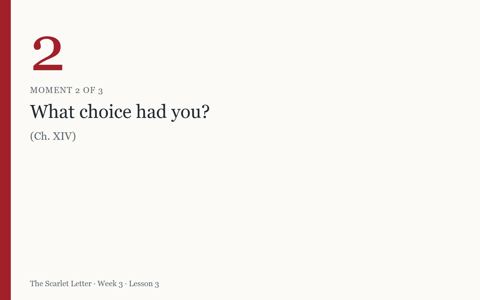 2
MOMENT 2 OF 3
What choice had you?
(Ch. XIV)
The Scarlet Letter · Week 3 · Lesson 3